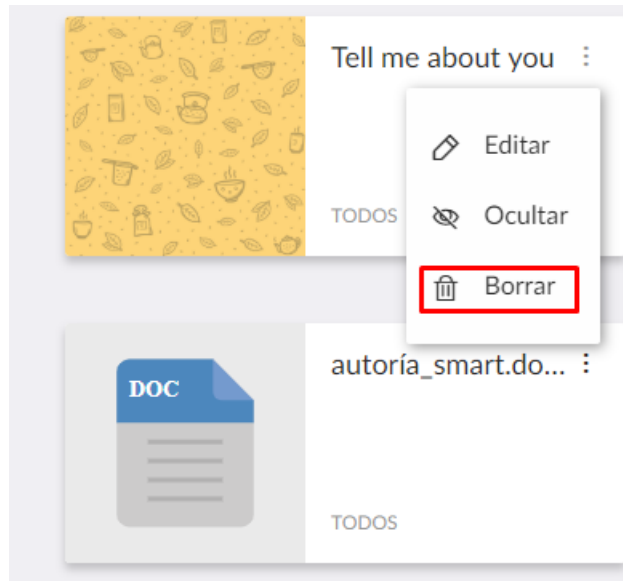 Tell me about you
Editar
TODOS
Ocultar
Borrar
DOC
autoría_smart.do...
TODOS